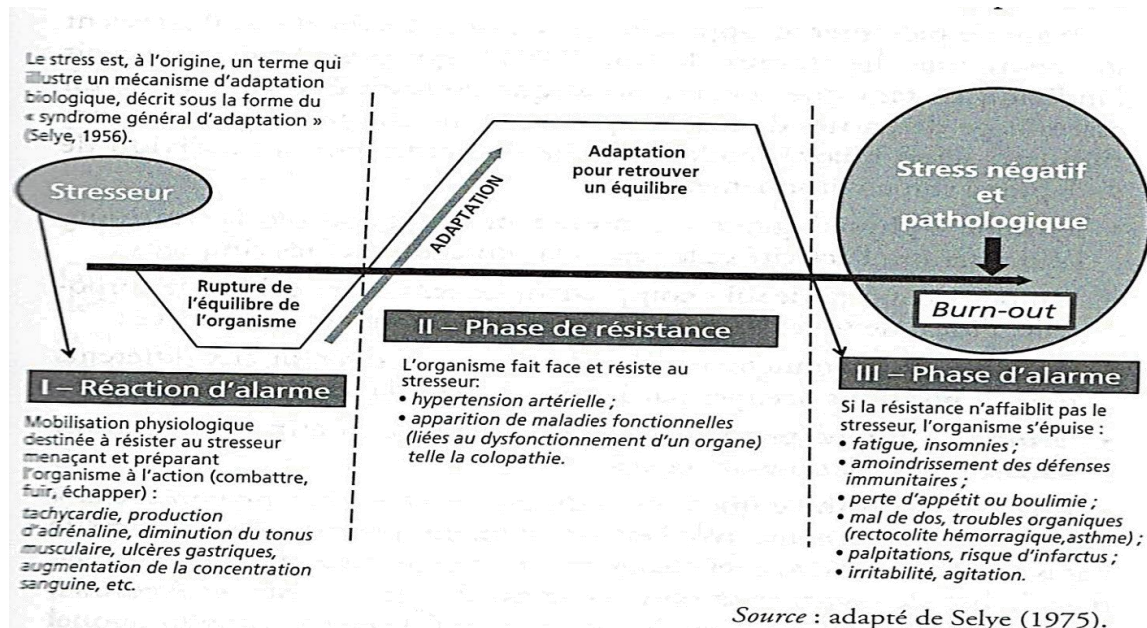 Le stress est, à l'origine, un terme qui
illustre un mécanisme d'adaptation
biologique, décrit sous la forme du
« syndrome général d'adaptation »
(Selye, 1956).
Stresseur
Rupture de
l'équilibre de
l'organisme
I – Réaction d'alarme
Mobilisation physiologique
destinée à résister au stresseur
menaçant et préparant
l'organisme à l'action (combattre,
fuir, échapper) :
tachycardie, production
d'adrénaline, diminution du tonus
musculaire, ulcères gastriques,
augmentation de la concentration
sanguine, etc.
ADAPTATION
Adaptation
pour retrouver
un équilibre
II – Phase de résistance
L'organisme fait face et résiste au
stresseur:
• hypertension artérielle ;
• apparition de maladies fonctionnelles
(liées au dysfonctionnement d'un organe)
telle la colopathie.
Stress négatif
et
pathologique
Burn-out
III – Phase d'alarme
Si la résistance n'affaiblit pas le
stresseur, l'organisme s'épuise :
• fatigue, insomnies ;
• amoindrissement des défenses
immunitaires ;
• perte d'appétit ou boulimie ;
• mal de dos, troubles organiques
(rectocolite hémorragique,asthme) ;
• palpitations, risque d'infarctus ;
• irritabilité, agitation.
Source : adapté de Selye (1975).